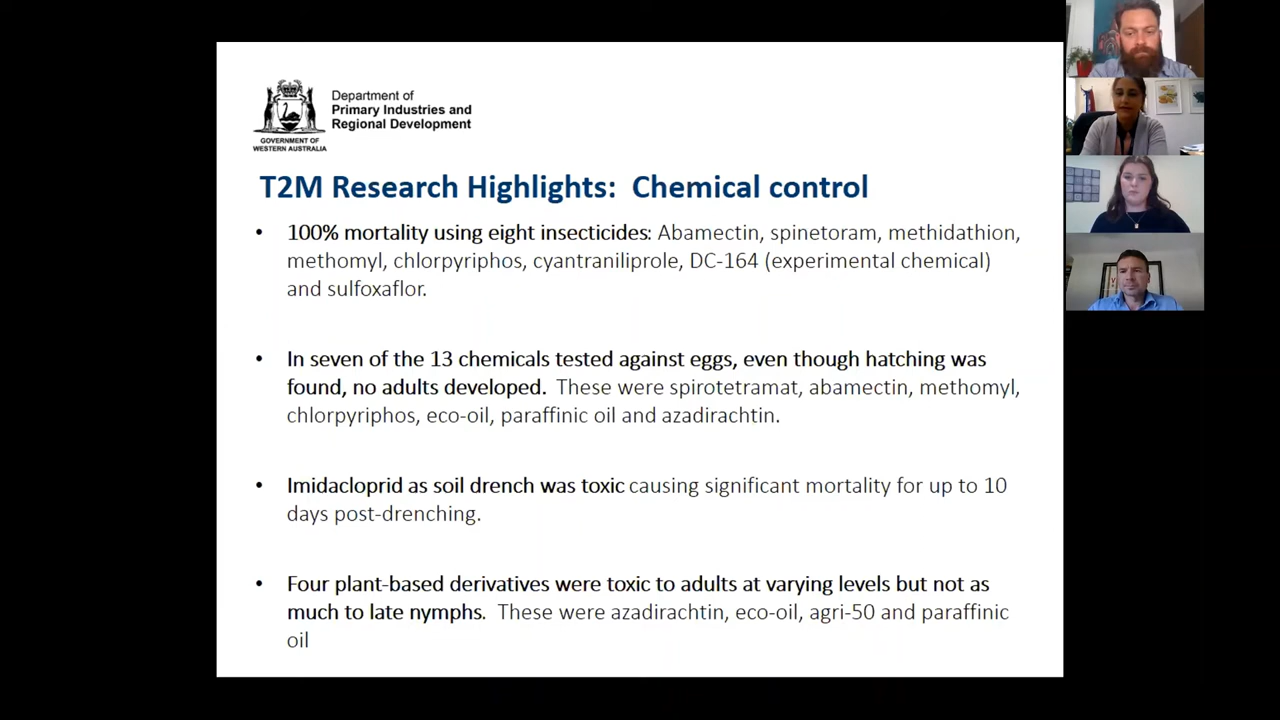 Department of
Primary Industries and
Regional Development
GOVERNMENT OF
WESTERN AUSTRALIA
T2M Research Highlights: Chemical control
• 100% mortality using eight insecticides: Abamectin, spinetoram, methidathion,
methomyl, chlorpyriphos, cyantraniliprole, DC-164 (experimental chemical)
and sulfoxaflor.
• In seven of the 13 chemicals tested against eggs, even though hatching was
found, no adults developed. These were spirotetramat, abamectin, methomyl,
chlorpyriphos, eco-oil, paraffinic oil and azadirachtin.
• Imidacloprid as soil drench was toxic causing significant mortality for up to 10
days post-drenching.
• Four plant-based derivatives were toxic to adults at varying levels but not as
much to late nymphs. These were azadirachtin, eco-oil, agri-50 and paraffinic
oil